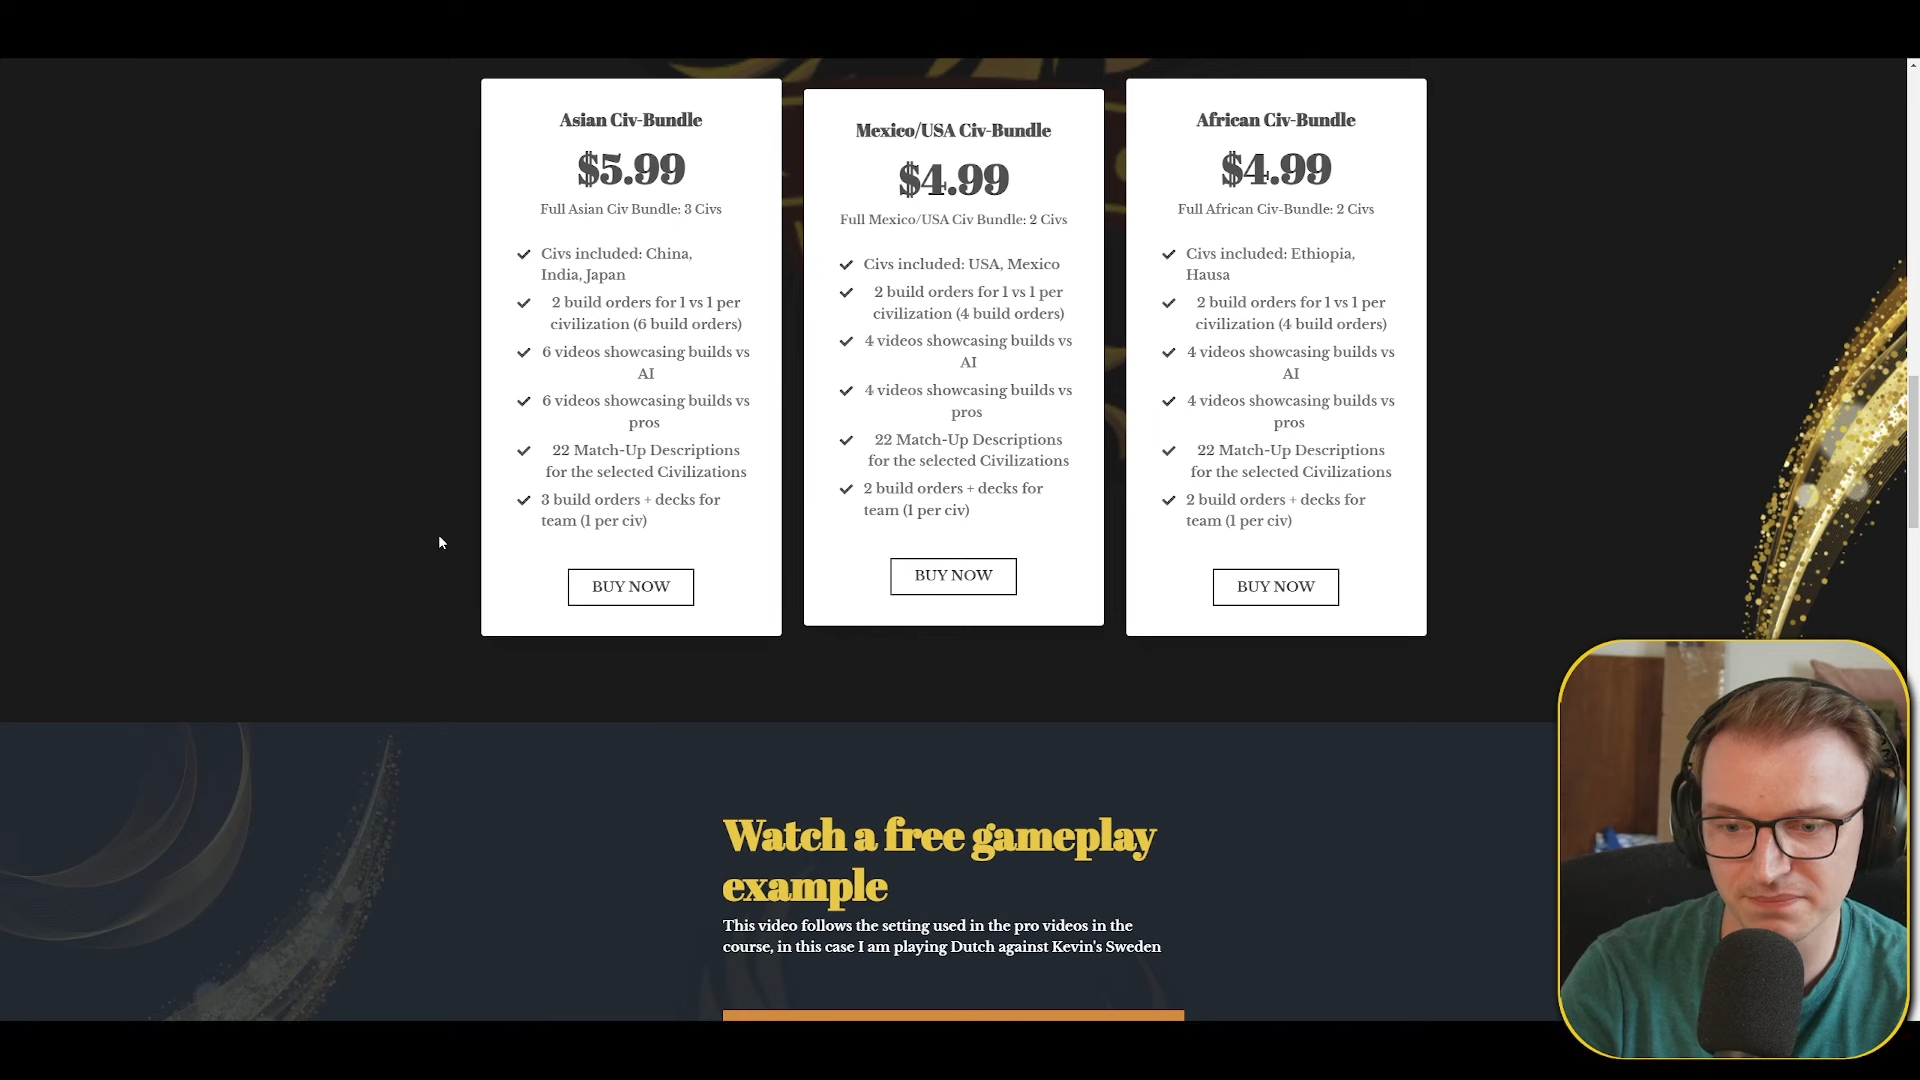 Asian Civ-Bundle
$5.99
Full Asian Civ Bundle: 3 Civs
Civs included: China,
India, Japan
2 build orders for 1 vs 1 per
civilization (6 build orders)
6 videos showcasing builds vs
AI
6 videos showcasing builds vs
pros
22 Match-Up Descriptions
for the selected Civilizations
3 build orders + decks for
team (1 per civ)
BUY NOW
Mexico/USA Civ-Bundle
$4.99
Full Mexico/USA Civ Bundle: 2 Civs
Civs included: USA, Mexico
2 build orders for 1 vs 1 per
civilization (4 build orders)
4 videos showcasing builds vs
AI
4 videos showcasing builds vs
pros
22 Match-Up Descriptions
for the selected Civilizations
2 build orders + decks for
team (1 per civ)
BUY NOW
African Civ-Bundle
$4.99
Full African Civ-Bundle: 2 Civs
Civs included: Ethiopia,
Hausa
2 build orders for 1 vs 1 per
civilization (4 build orders)
4 videos showcasing builds vs
AI
4 videos showcasing builds vs
pros
22 Match-Up Descriptions
for the selected Civilizations
2 build orders + decks for
team (1 per civ)
BUY NOW
Watch a free gameplay
example
This video follows the setting used in the pro videos in the
course, in this case I am playing Dutch against Kevin's Sweden